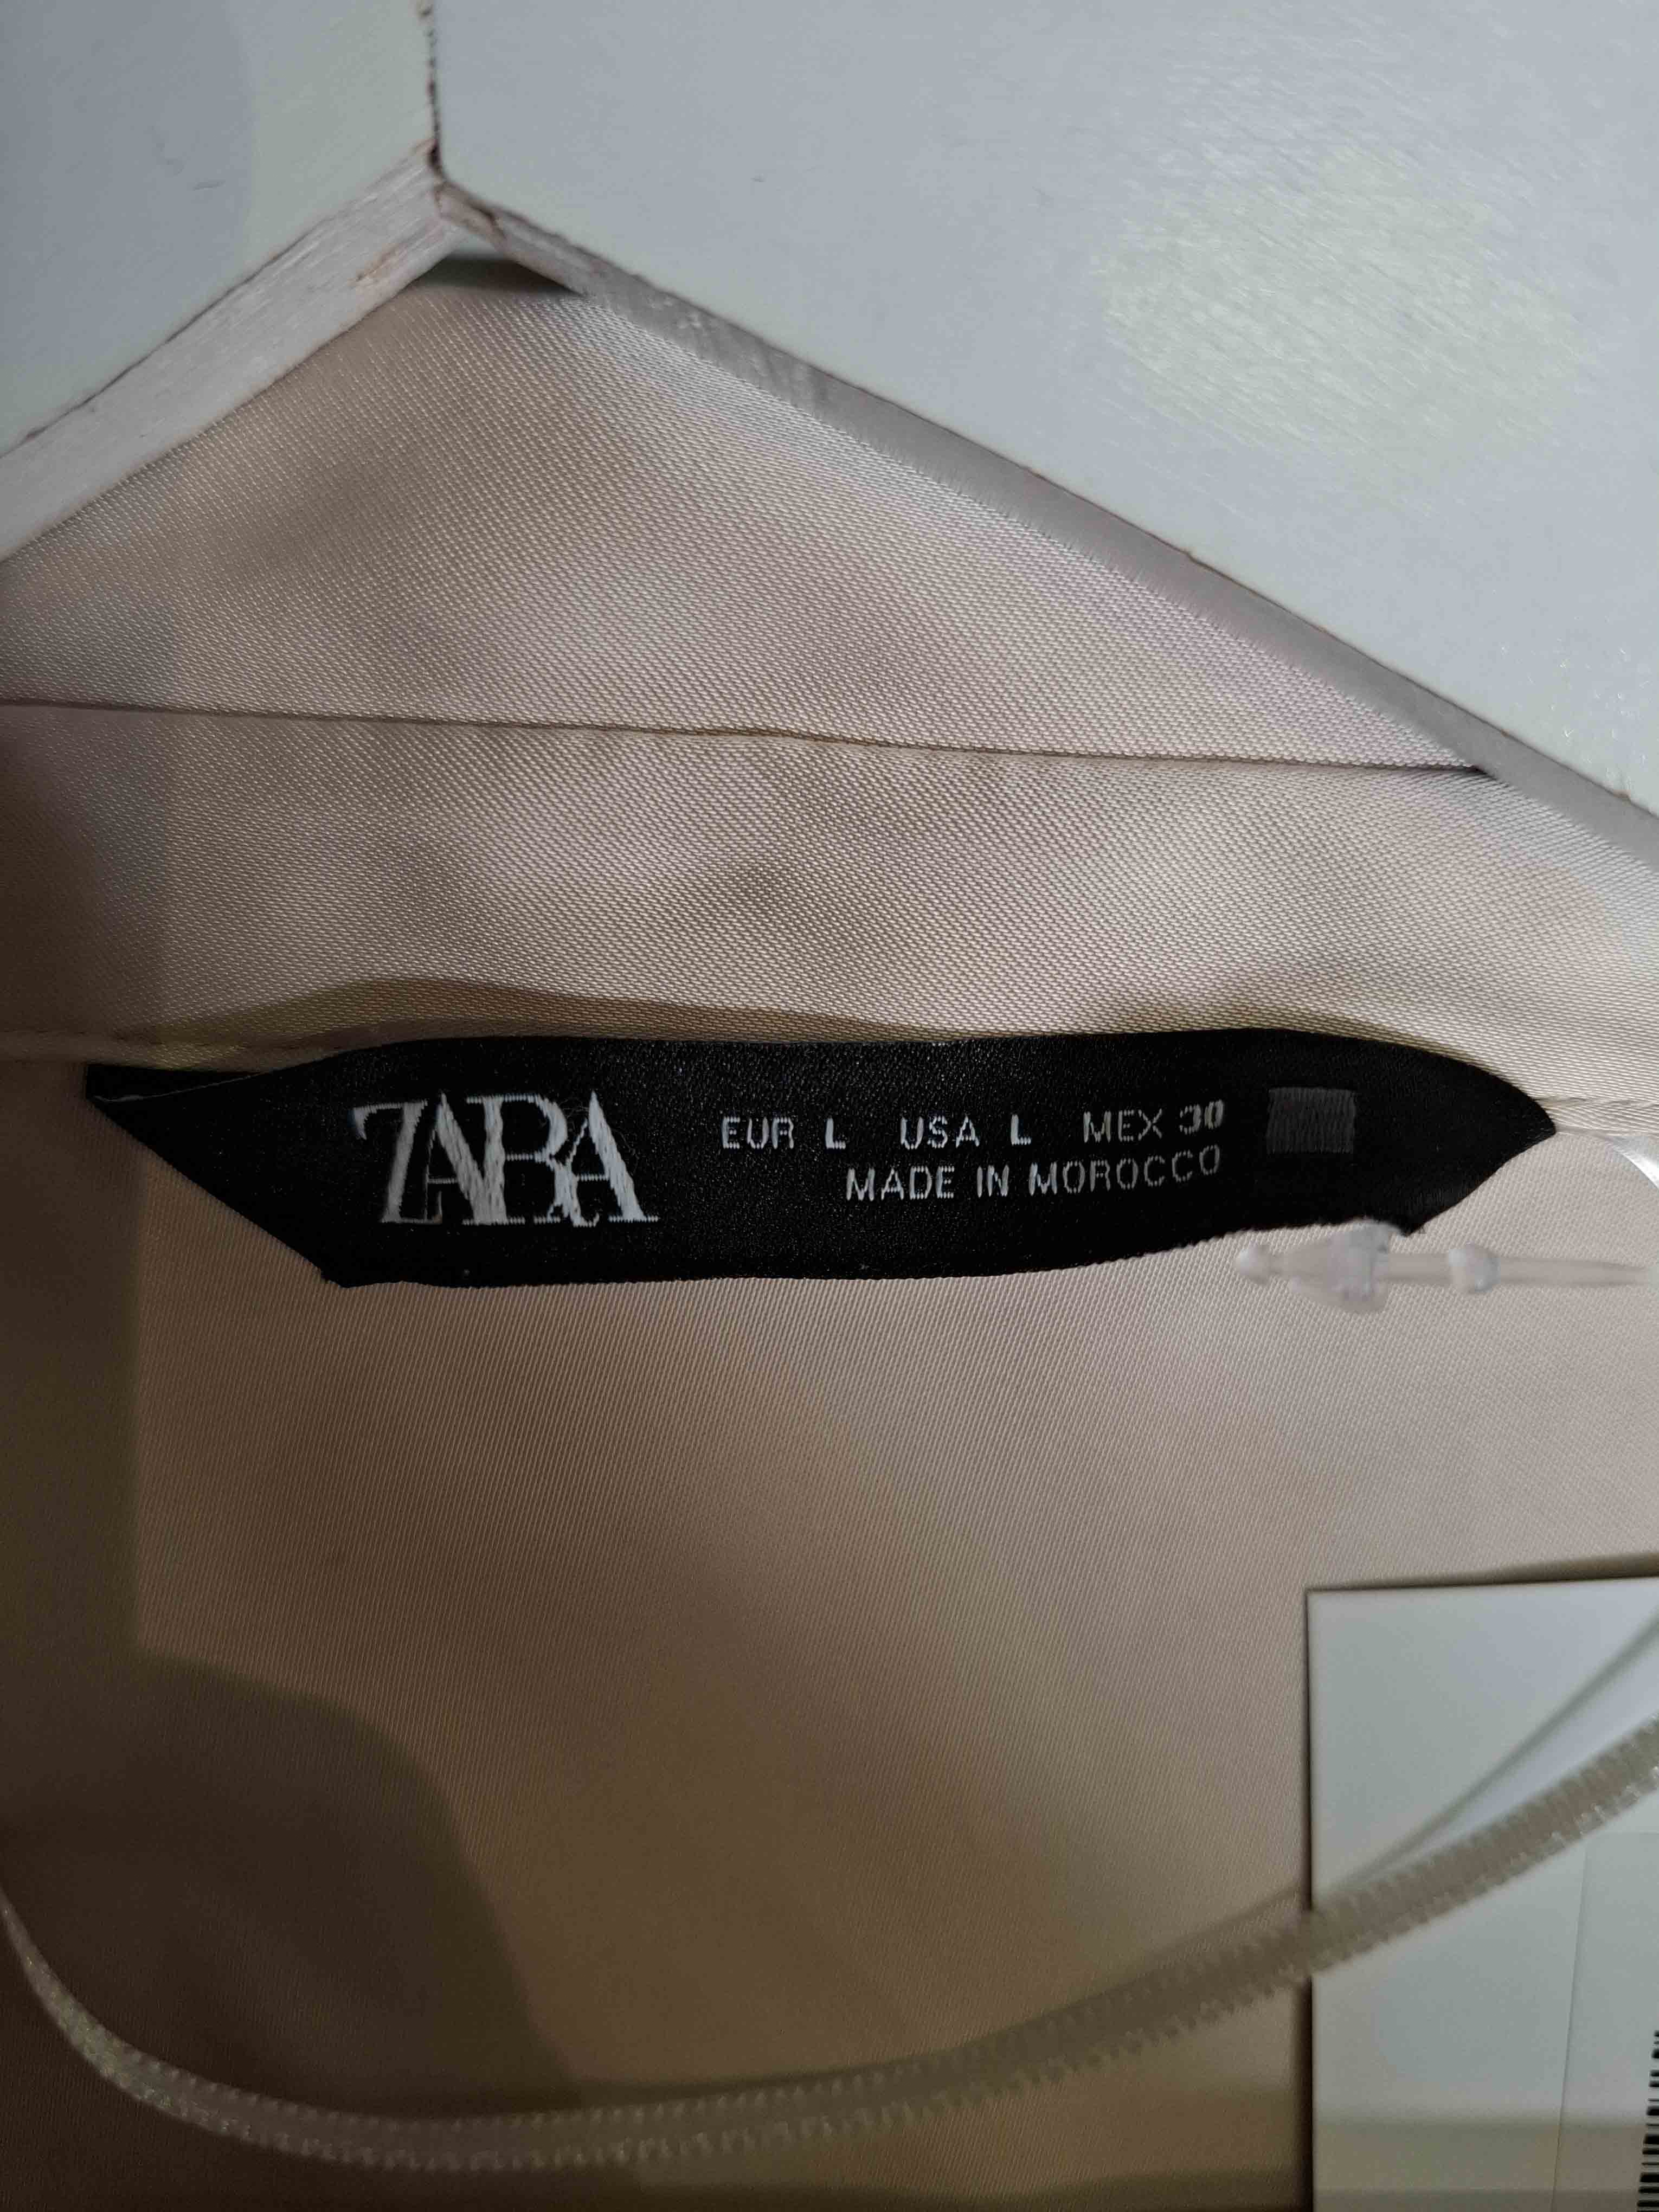 ZARA
EUR L USA L MEX 30
MADE IN MOROCCO